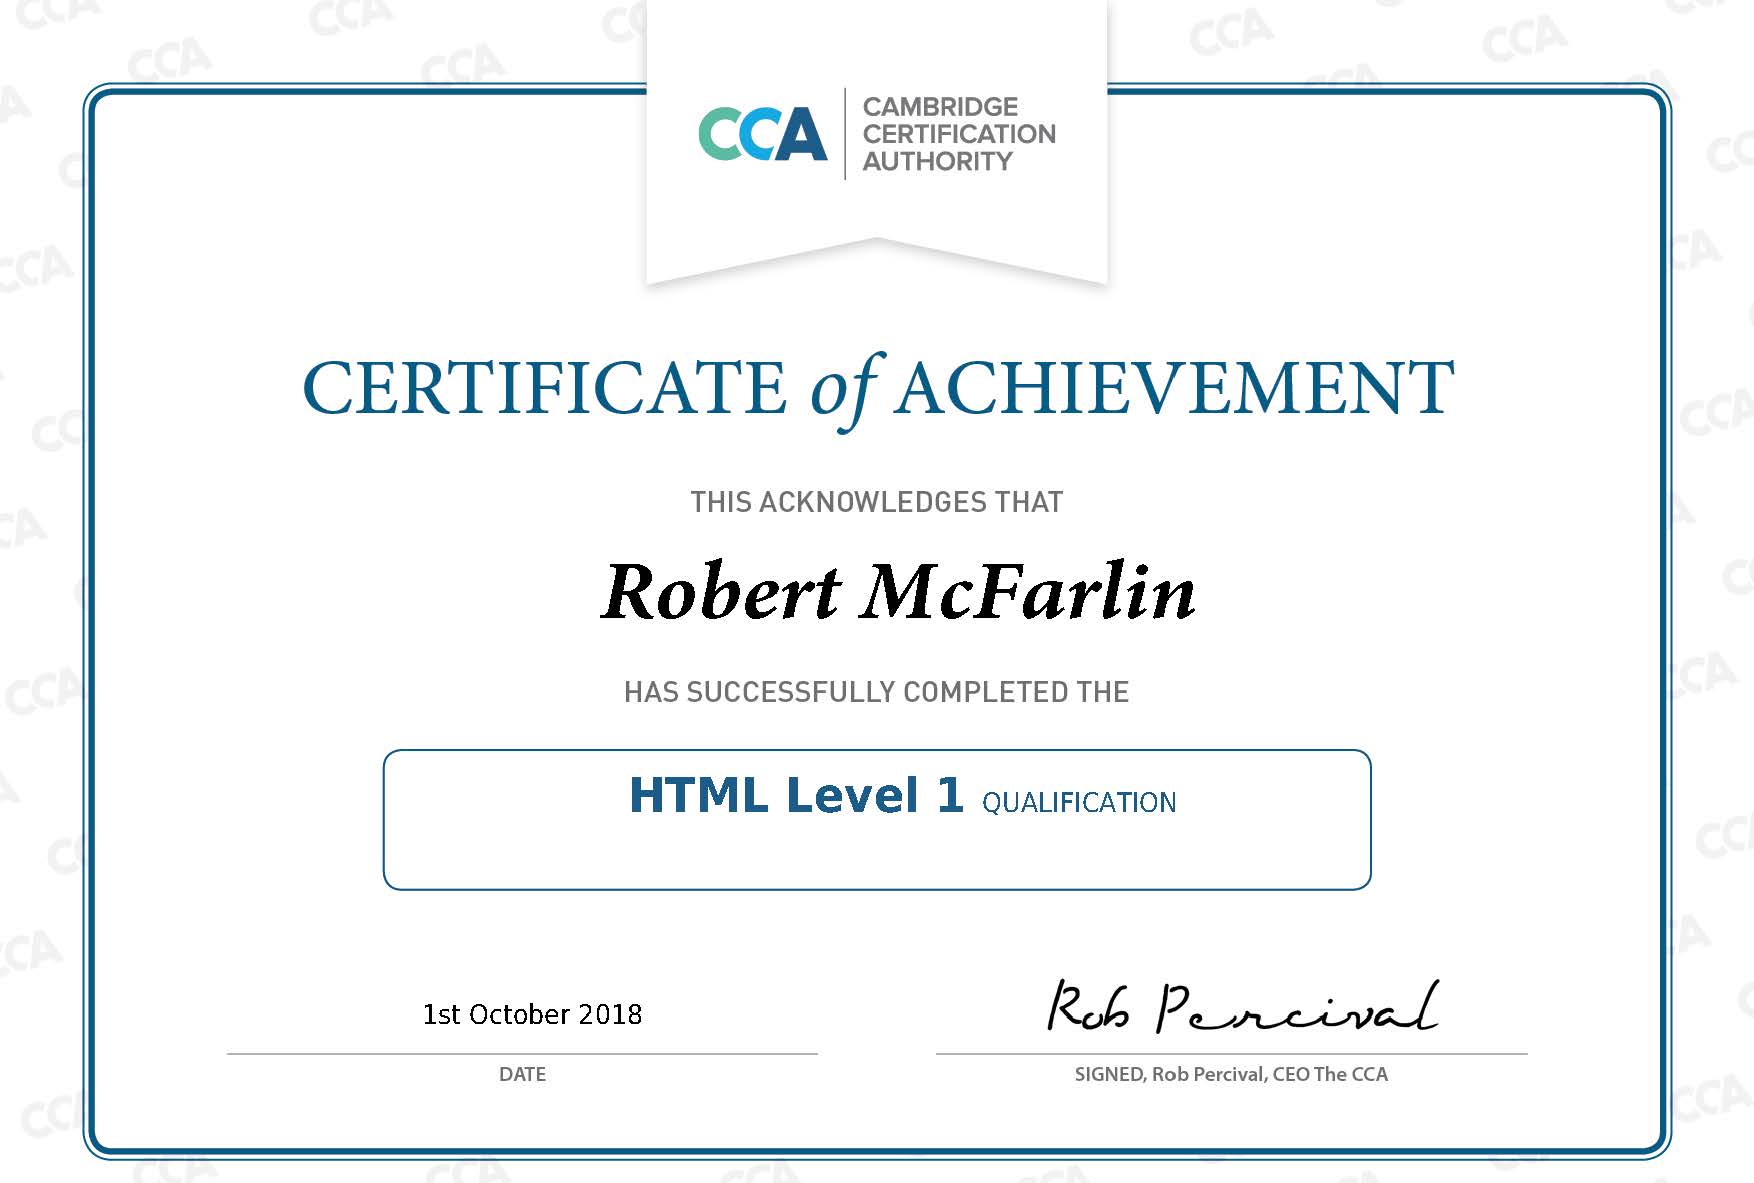 CCA
CAMBRIDGE
CERTIFICATION
AUTHORITY
CERTIFICATE of ACHIEVEMENT
THIS ACKNOWLEDGES THAT
Robert McFarlin
HAS SUCCESSFULLY COMPLETED THE
HTML Level 1 QUALIFICATION
1st October 2018
Rob Percival
DATE
SIGNED, Rob Percival, CEO The CCA